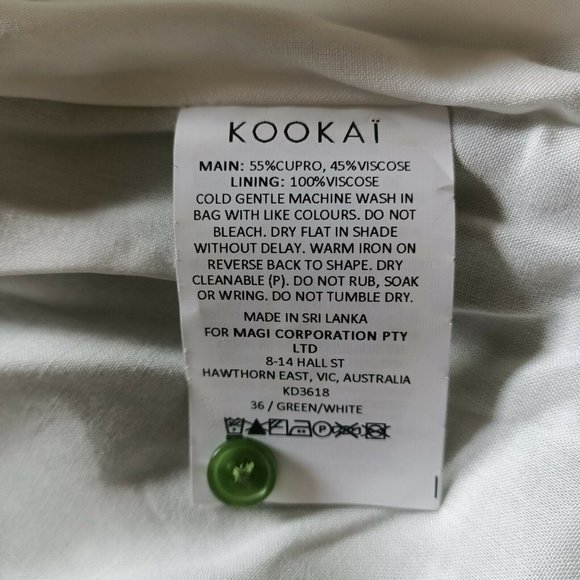 KOOKAÏ
MAIN: 55%CUPRO, 45%VISCOSE
LINING: 100%VISCOSE
COLD GENTLE MACHINE WASH IN
BAG WITH LIKE COLOURS. DO NOT
BLEACH. DRY FLAT IN SHADE
WITHOUT DELAY. WARM IRON ON
REVERSE BACK TO SHAPE. DRY
CLEANABLE (P). DO NOT RUB, SOAK
OR WRING. DO NOT TUMBLE DRY.
MADE IN SRI LANKA
FOR MAGI CORPORATION PTY
LTD
8-14 HALL ST
HAWTHORN EAST, VIC, AUSTRALIA
KD3618
36 / GREEN/WHITE
P